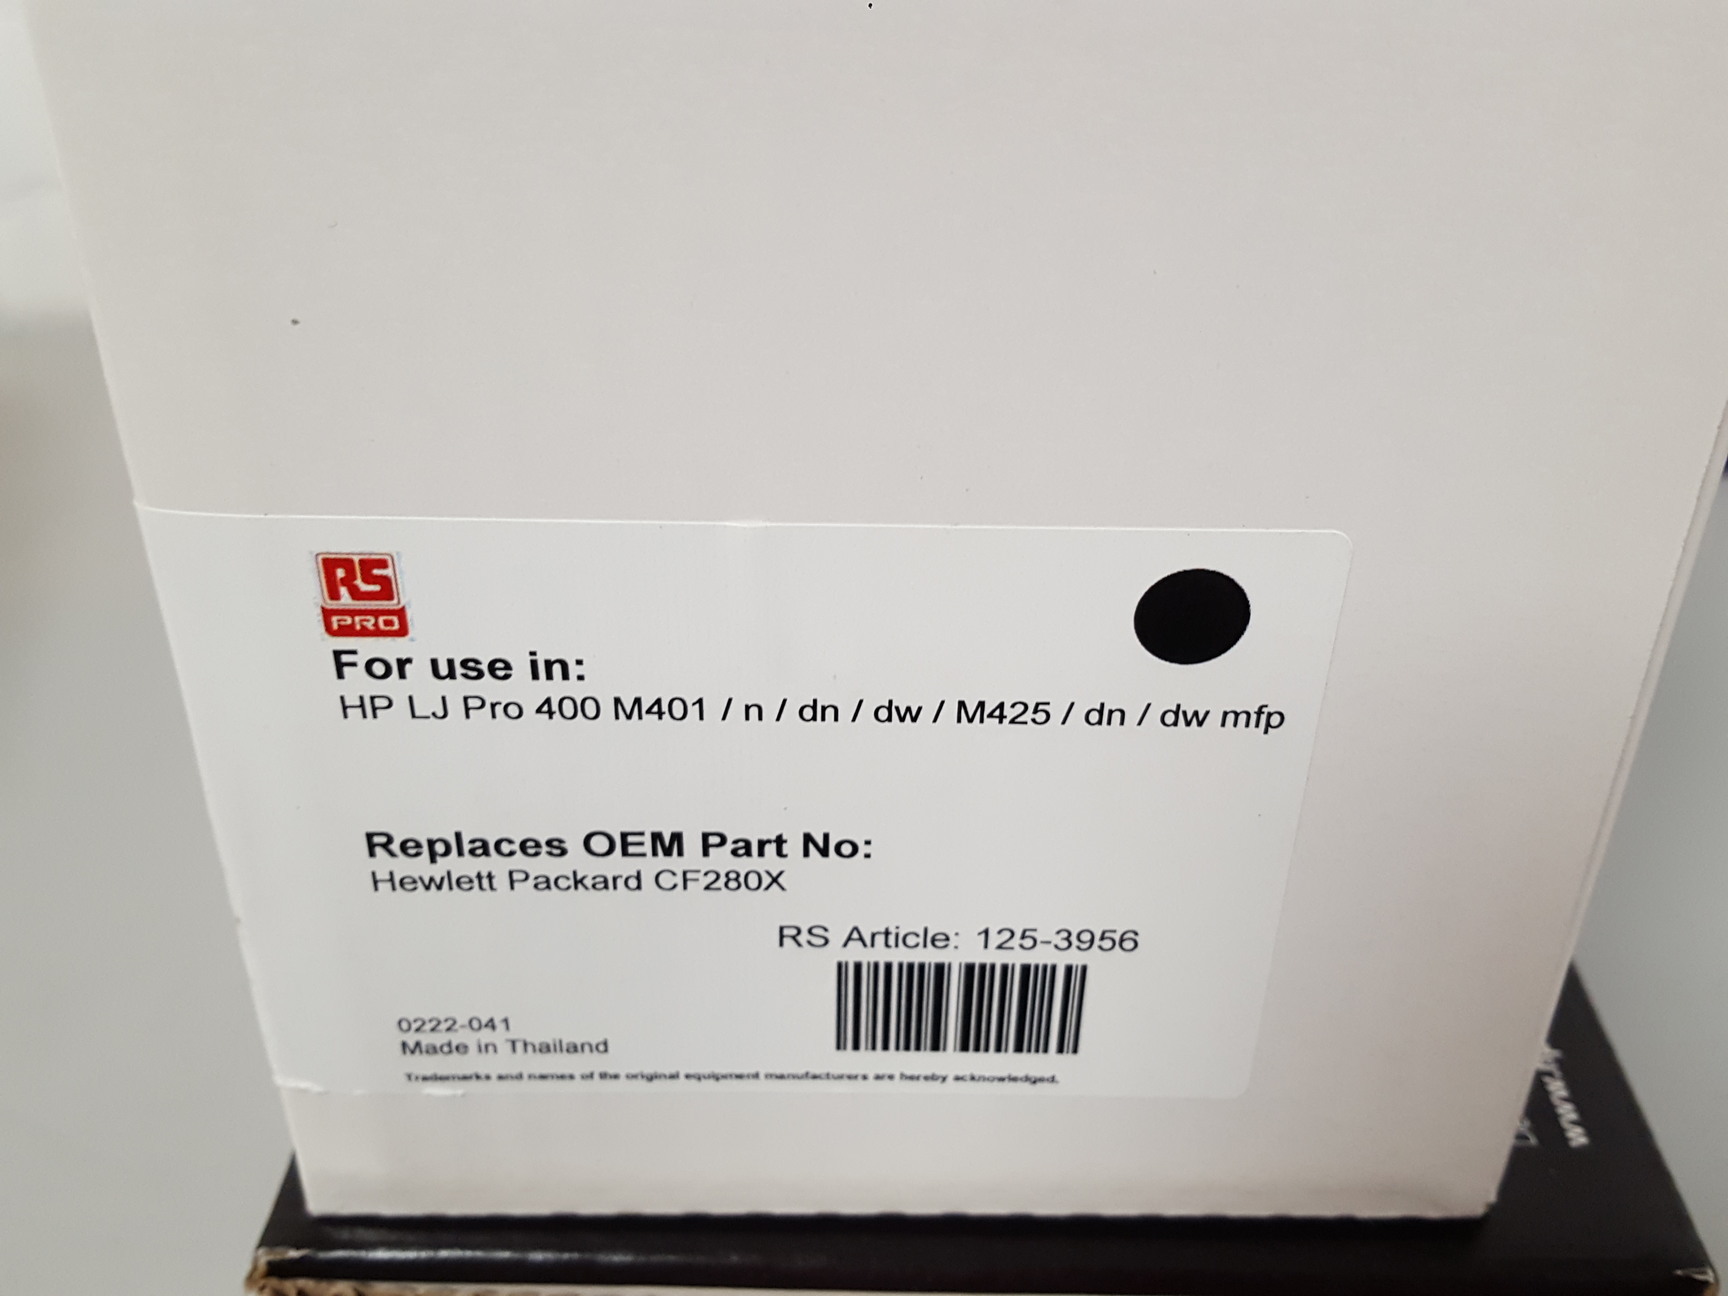 RS
PRO
For use in:
HP LJ Pro 400 M401 / n / dn / dw / M425 / dn / dw mfp
Replaces OEM Part No:
Hewlett Packard CF280X
RS Article: 125-3956
0222-041
Made in Thailand
Trademarks and names of the original equipment manufacturers are hereby acknowledged.